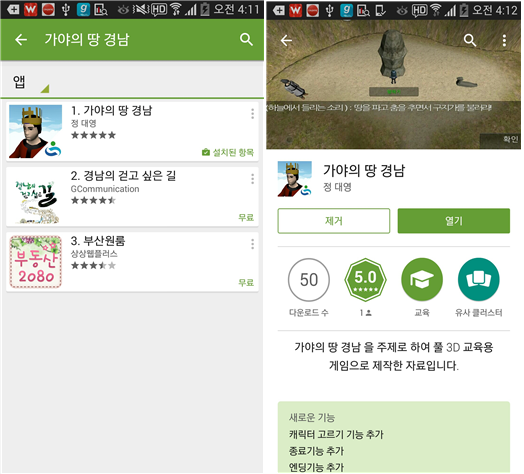 오전 4:11
가야의 땅 경남
앱
1. 가야의 땅 경남
정 대영
설치된 항목
2. 경남의 걷고 싶은 길
GCommunication
무료
부동산
2080
3. 부산원룸
상상웹플러스
무료
오전 4:12
(하늘에서 들리는 소리) : 땅을 파고 춤을 추면서 구지가를 불러라!
확인
가야의 땅 경남
정 대영
제거
열기
50
다운로드 수
5.0
1
교육
유사 클러스터
가야의 땅 경남 을 주제로 하여 풀 3D 교육용
게임으로 제작한 자료입니다.
새로운 기능
캐릭터 고르기 기능 추가
종료기능 추가
엔딩기능 추가